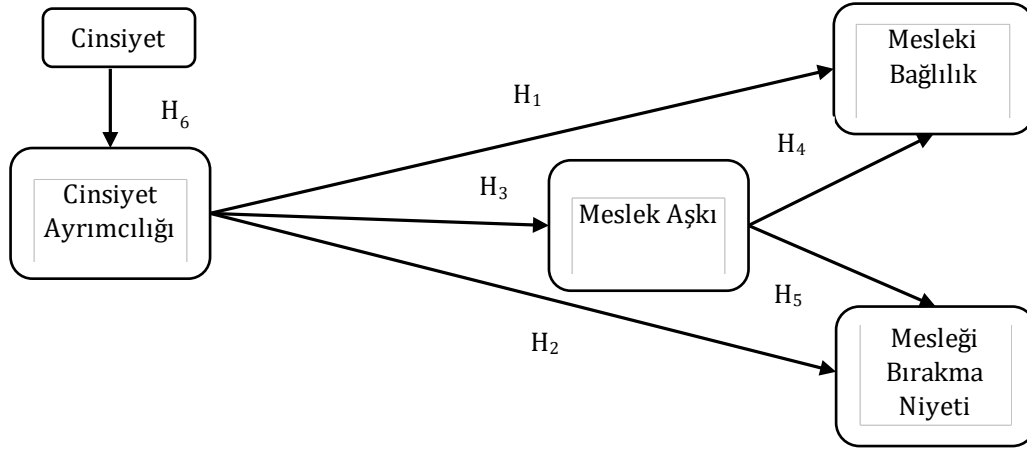 Cinsiyet
H6
Cinsiyet
Ayrımcılığı
H1
H3
H2
Meslek Aşkı
H4
H5
Mesleki
Bağlılık
Mesleği
Bırakma
Niyeti